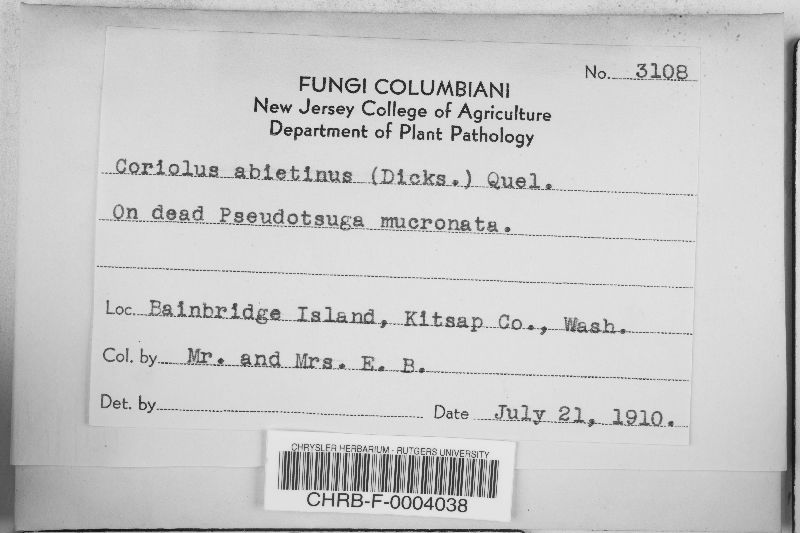 No. 3108
FUNGI COLUMBIANI
New Jersey College of Agriculture
Department of Plant Pathology
Coriolus abietinus (Dicks.) Quel.
On dead Pseudotsuga mucronata.
Loc. Bainbridge Island, Kitsap Co., Wash.
Col. by Mr. and Mrs. E. B.
Det. by Date July 21, 1910.
CHRYSLER HERBARIUM - RUTGERS UNIVERSITY
CHRB-F-0004038